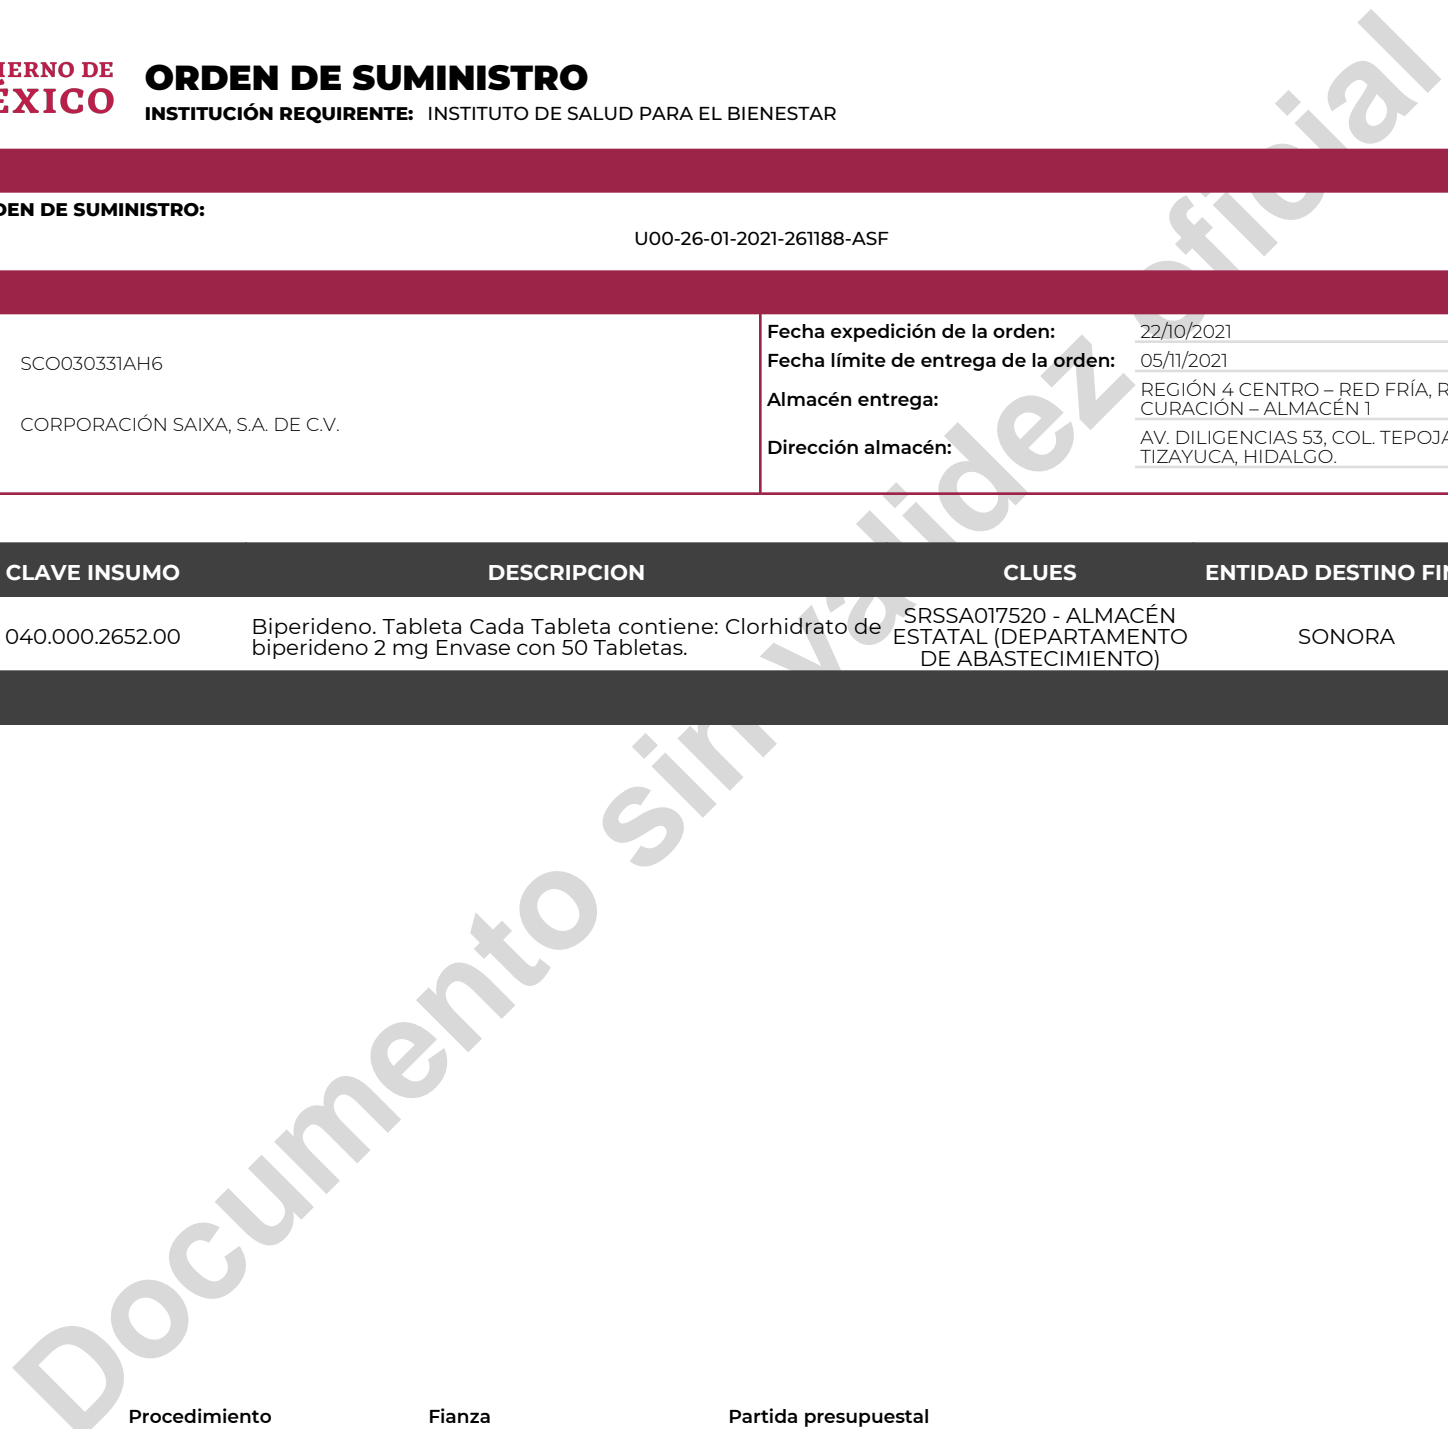 IERNO DE
ÉXICO
ORDEN DE SUMINISTRO
INSTITUCIÓN REQUIRENTE: INSTITUTO DE SALUD PARA EL BIENESTAR
DEN DE SUMINISTRO:
U00-26-01-2021-261188-ASF
SCO030331AH6
CORPORACIÓN SAIXA, S.A. DE C.V.
Fecha expedición de la orden: 22/10/2021
Fecha límite de entrega de la orden: 05/11/2021
Almacén entrega: REGIÓN 4 CENTRO – RED FRÍA, R
CURACIÓN – ALMACÉN 1
Dirección almacén: AV. DILIGENCIAS 53, COL. TEPOJA
TIZAYUCA, HIDALGO.
CLAVE INSUMO DESCRIPCION CLUES ENTIDAD DESTINO FIN
040.000.2652.00
Biperideno. Tableta Cada Tableta contiene: Clorhidrato de
biperideno 2 mg Envase con 50 Tabletas.
SRSSA017520 - ALMACÉN
ESTATAL (DEPARTAMENTO
DE ABASTECIMIENTO)
SONORA
Documento sin validez oficial
Procedimiento Fianza Partida presupuestal